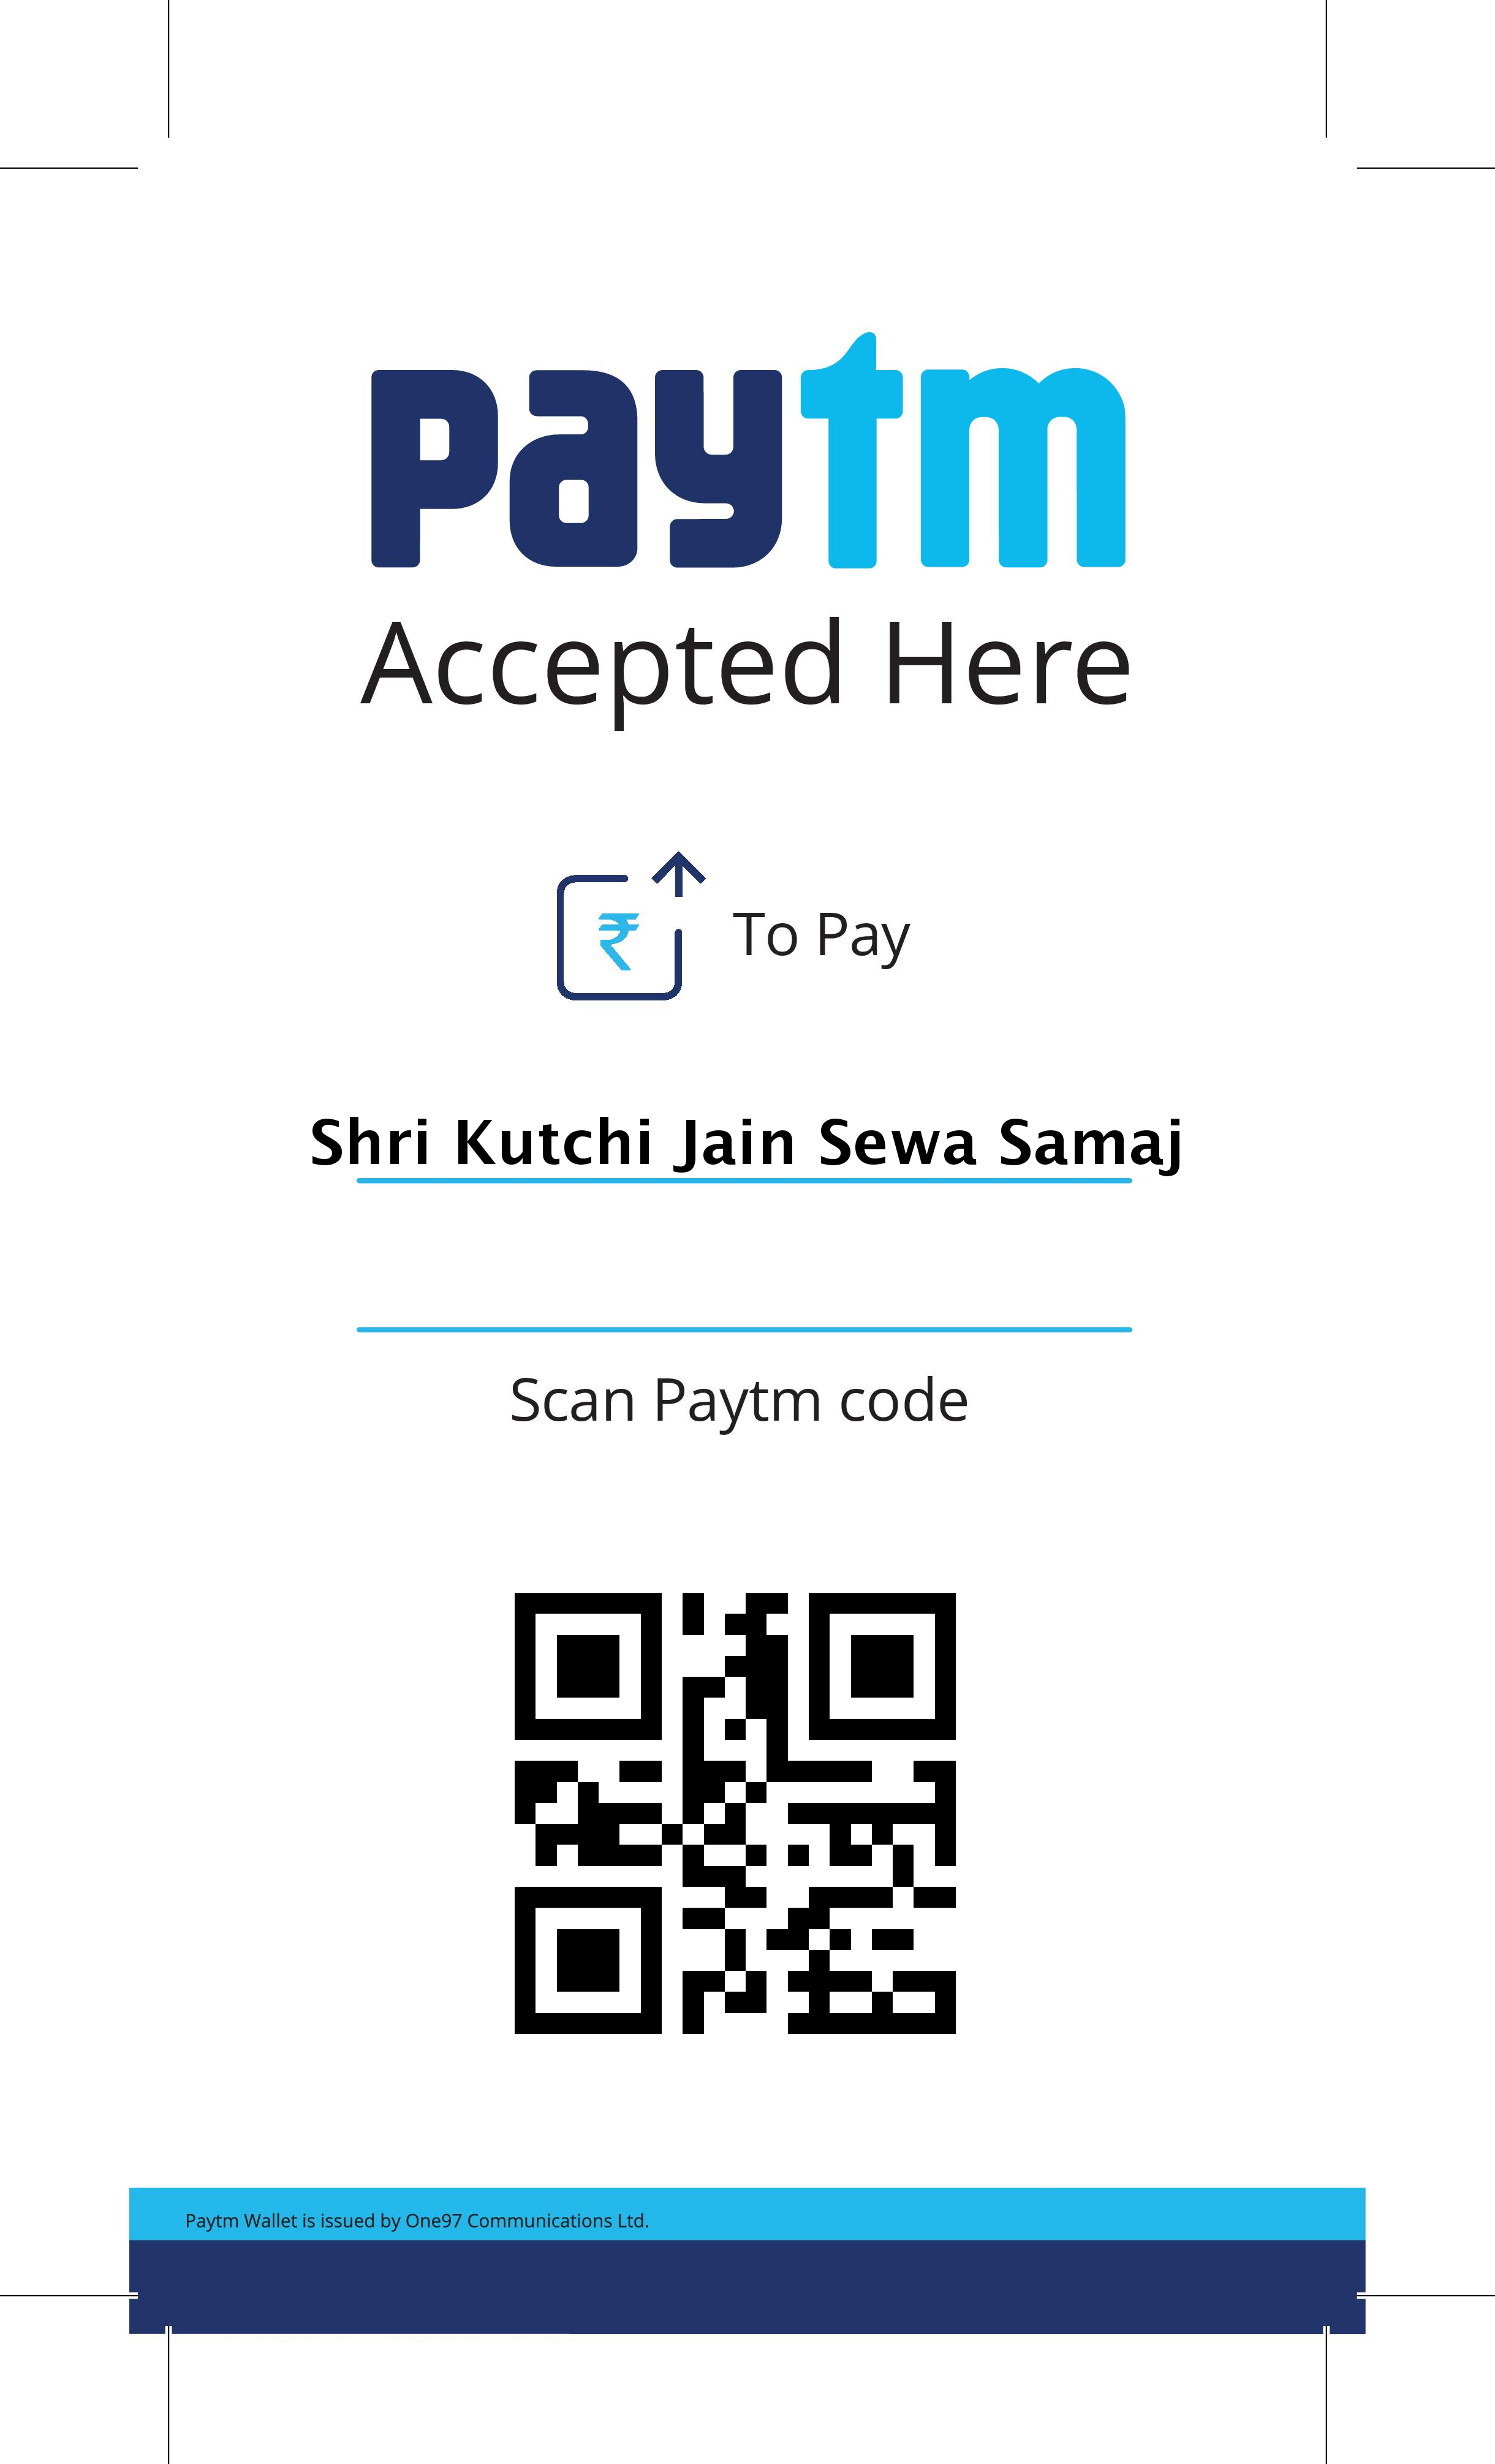 paytm
Accepted Here
₹ To Pay
Shri Kutchi Jain Sewa Samaj
Scan Paytm code
Paytm Wallet is issued by One97 Communications Ltd.